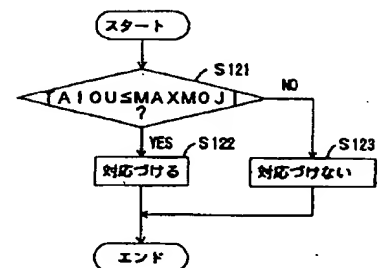 スタート
S121
|AIOU≤MAXMOJ|
?
NO
YES
S122
S123
対応づける
対応づけない
エンド